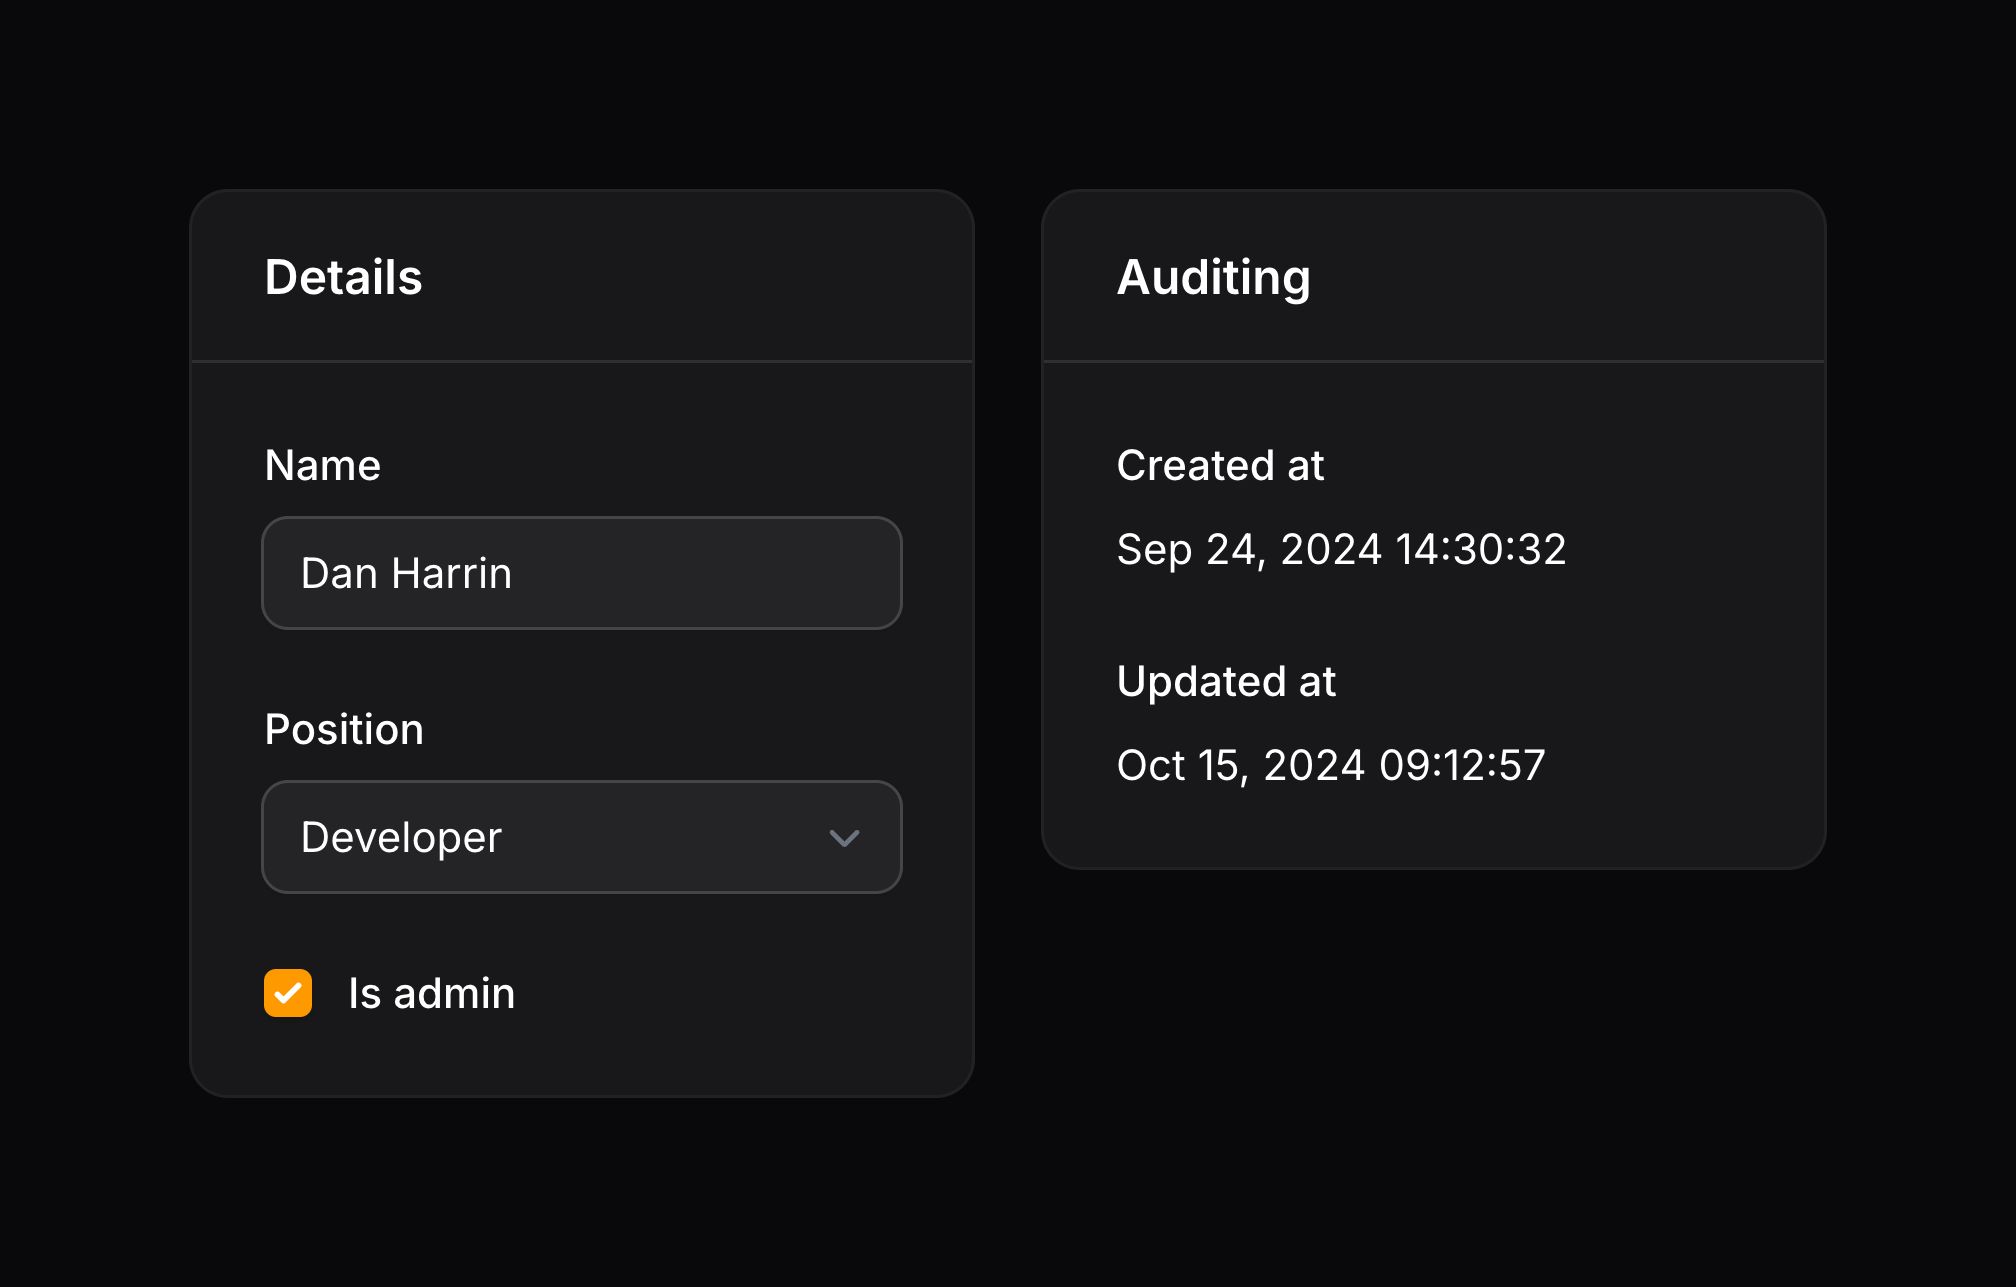 Details
Name
Dan Harrin
Position
Developer
Is admin
Auditing
Created at
Sep 24, 2024 14:30:32
Updated at
Oct 15, 2024 09:12:57